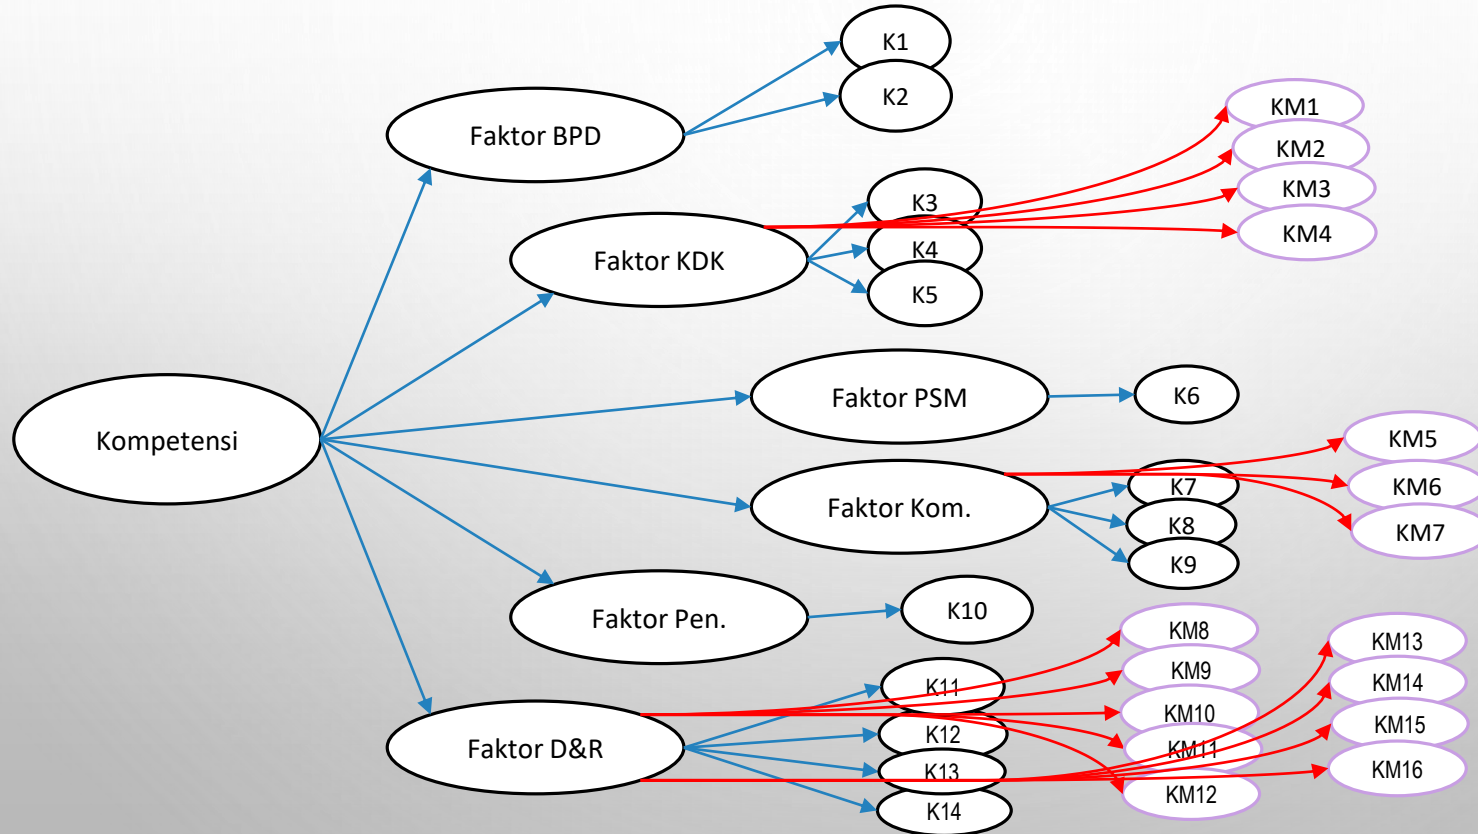 K1
K2
Faktor BPD
KM1
KM2
KM3
KM4
K3
K4
K5
Faktor KDK
Faktor PSM
K6
Kompetensi
KM5
KM6
KM7
Faktor Kom.
K7
K8
K9
Faktor Pen.
K10
KM8
KM9
KM10
KM11
KM12
KM13
KM14
KM15
KM16
K11
K12
K13
K14
Faktor D&R